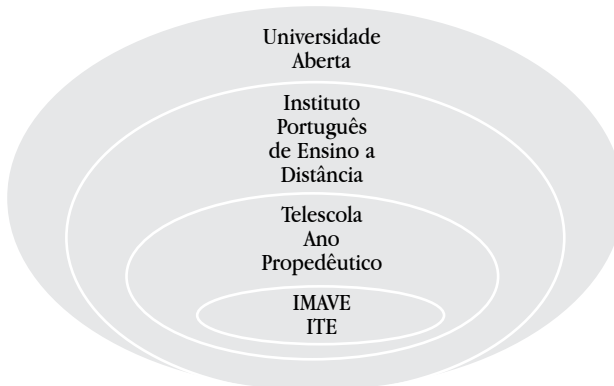 Universidade
Aberta
Instituto
Português
de Ensino a
Distância
Telescola
Ano
Propedêutico
IMAVE
ITE